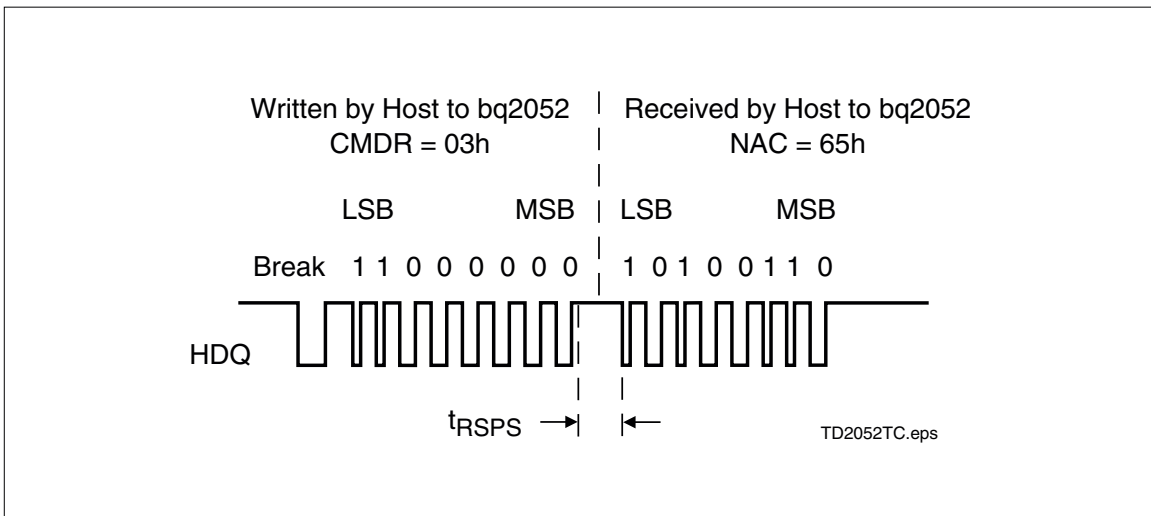 Written by Host to bq2052
CMDR = 03h
Received by Host to bq2052
NAC = 65h
LSB MSB LSB MSB
Break 1 1 0 0 0 0 0 0 1 0 1 0 0 1 1 0
HDQ
tRSPS
TD2052TC.eps